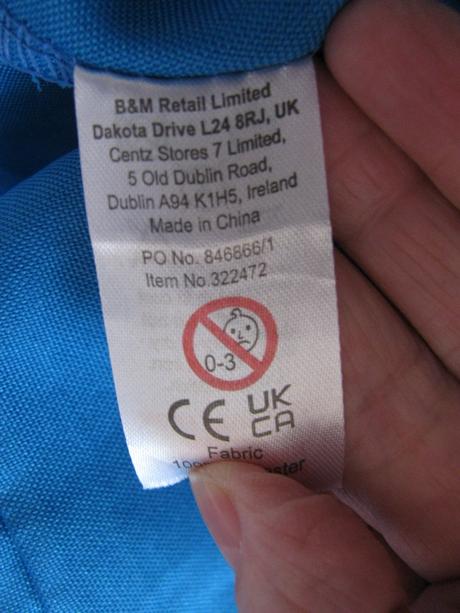 B&M Retail Limited
Dakota Drive L24 8RJ, UK
Centz Stores 7 Limited,
5 Old Dublin Road,
Dublin A94 K1H5, Ireland
Made in China
PO No. 846866/1
Item No.322472
0-3
CE UK
CA
Fabric